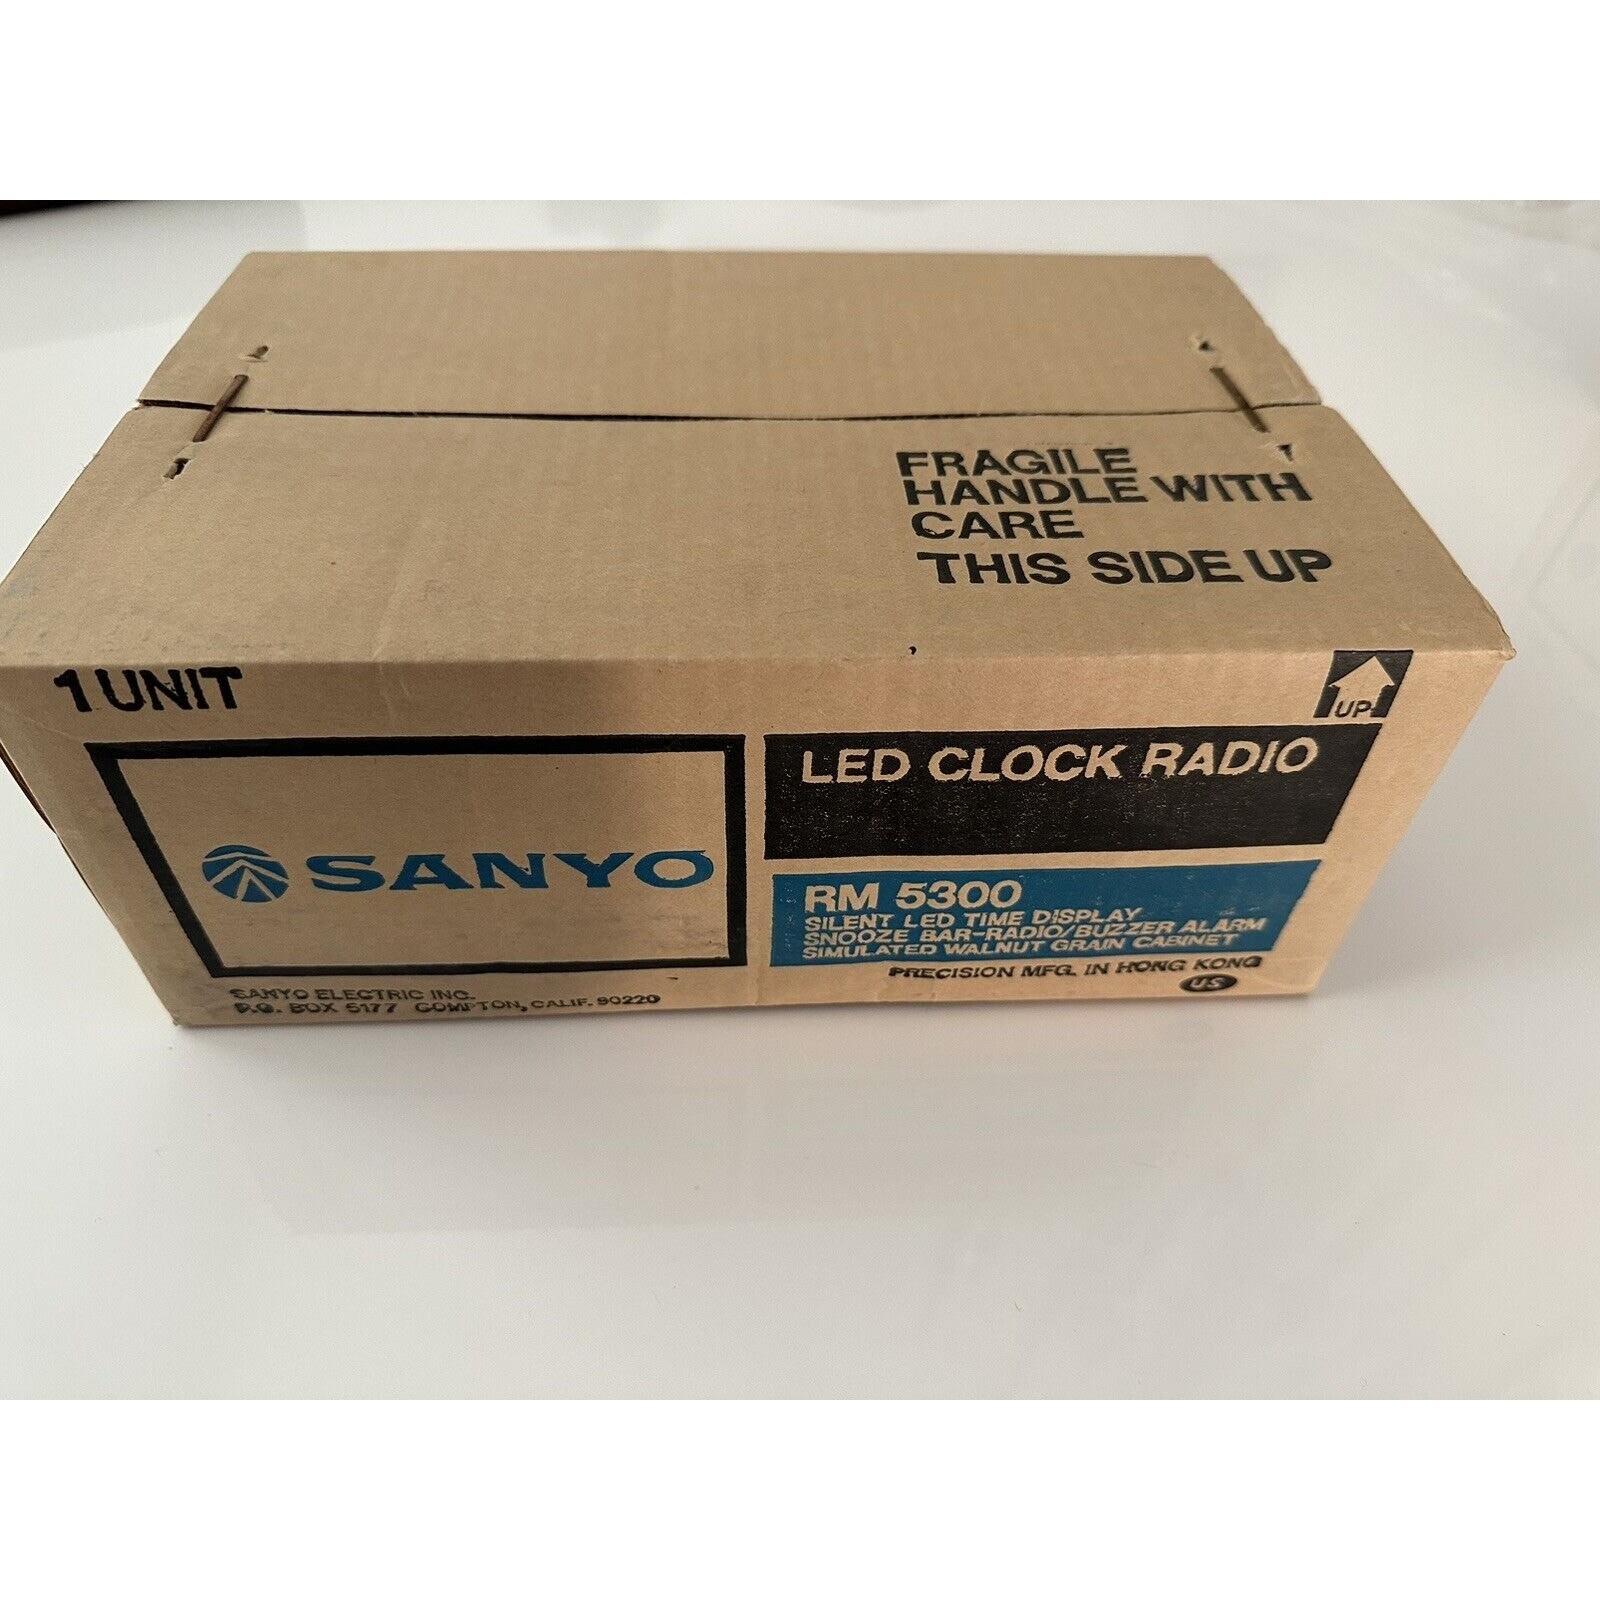 FRAGILE
HANDLE WITH
CARE
THIS SIDE UP
1 UNIT
UP
SANYO
LED CLOCK RADIO
RM 5300
SILENT LED TIME DISPLAY
SNOOZE BAR-RADIO/BUZZER ALARM
SIMULATED WALNUT GRAIN CABINET
PRECISION MFG. IN HONG KONG
US
SANYO ELECTRIC INC.
P.O. BOX 5177 COMPTON, CALIF. 90220